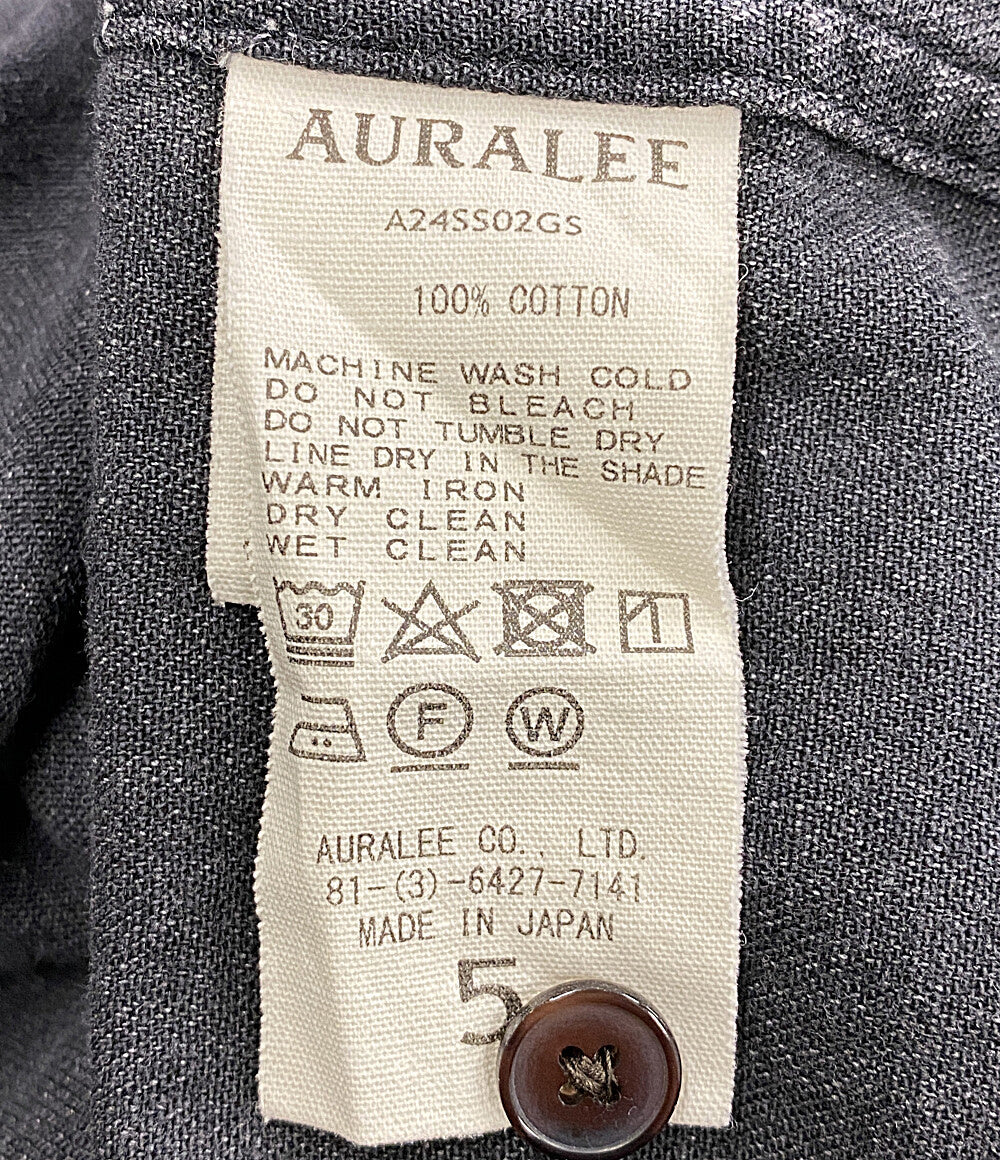 AURALEE
A24SS02GS
100% COTTON
MACHINE WASH COLD
DO NOT BLEACH
DO NOT TUMBLE DRY
LINE DRY IN THE SHADE
WARM IRON
DRY CLEAN
WET CLEAN
30
F W
AURALEE CO., LTD.
81-(3)-6427-7141
MADE IN JAPAN
5